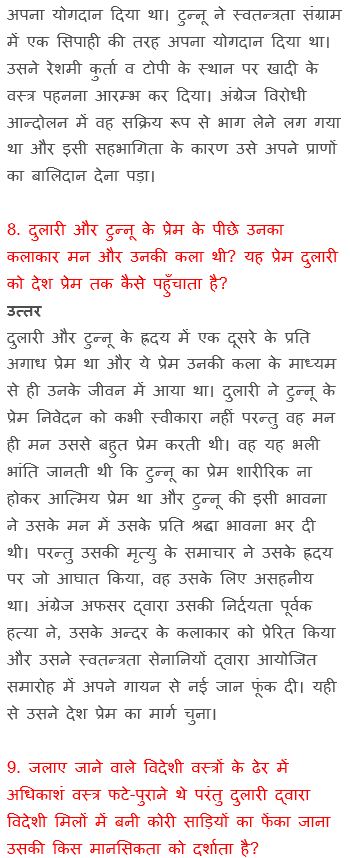 अपना योगदान दिया था। टुन्नू ने स्वतन्त्रता संग्राम
में एक सिपाही की तरह अपना योगदान दिया था।
उसने रेशमी कुर्ता व टोपी के स्थान पर खादी के
वस्त्र पहनना आरम्भ कर दिया। अंग्रेज विरोधी
आन्दोलन में वह सक्रिय रूप से भाग लेने लग गया
था और इसी सहभागिता के कारण उसे अपने प्राणों
का बालिदान देना पड़ा।
8. दुलारी और टुन्नू के प्रेम के पीछे उनका
कलाकार मन और उनकी कला थी? यह प्रेम दुलारी
को देश प्रेम तक कैसे पहुँचाता है?
उत्तर
दुलारी और टुन्नू के ह्रदय में एक दूसरे के प्रति
अगाध प्रेम था और ये प्रेम उनकी कला के माध्यम
से ही उनके जीवन में आया था। दुलारी ने टुन्नू के
प्रेम निवेदन को कभी स्वीकारा नहीं परन्तु वह मन
ही मन उससे बहुत प्रेम करती थी। वह यह भली
भांति जानती थी कि टुन्नू का प्रेम शारीरिक ना
होकर आत्मिय प्रेम था और टुन्नू की इसी भावना
ने उसके मन में उसके प्रति श्रद्धा भावना भर दी
थी। परन्तु उसकी मृत्यु के समाचार ने उसके ह्रदय
पर जो आघात किया, वह उसके लिए असहनीय
था। अंग्रेज अफसर द्वारा उसकी निर्दयता पूर्वक
हत्या ने, उसके अन्दर के कलाकार को प्रेरित किया
और उसने स्वतन्त्रता सेनानियों द्वारा आयोजित
समारोह में अपने गायन से नई जान फूंक दी। यही
से उसने देश प्रेम का मार्ग चुना।
9. जलाए जाने वाले विदेशी वस्त्रों के ढेर में
अधिकाशं वस्त्र फटे-पुराने थे परंतु दुलारी द्वारा
विदेशी मिलों में बनी कोरी साड़ियों का फेंका जाना
उसकी किस मानसिकता को दर्शाता है?